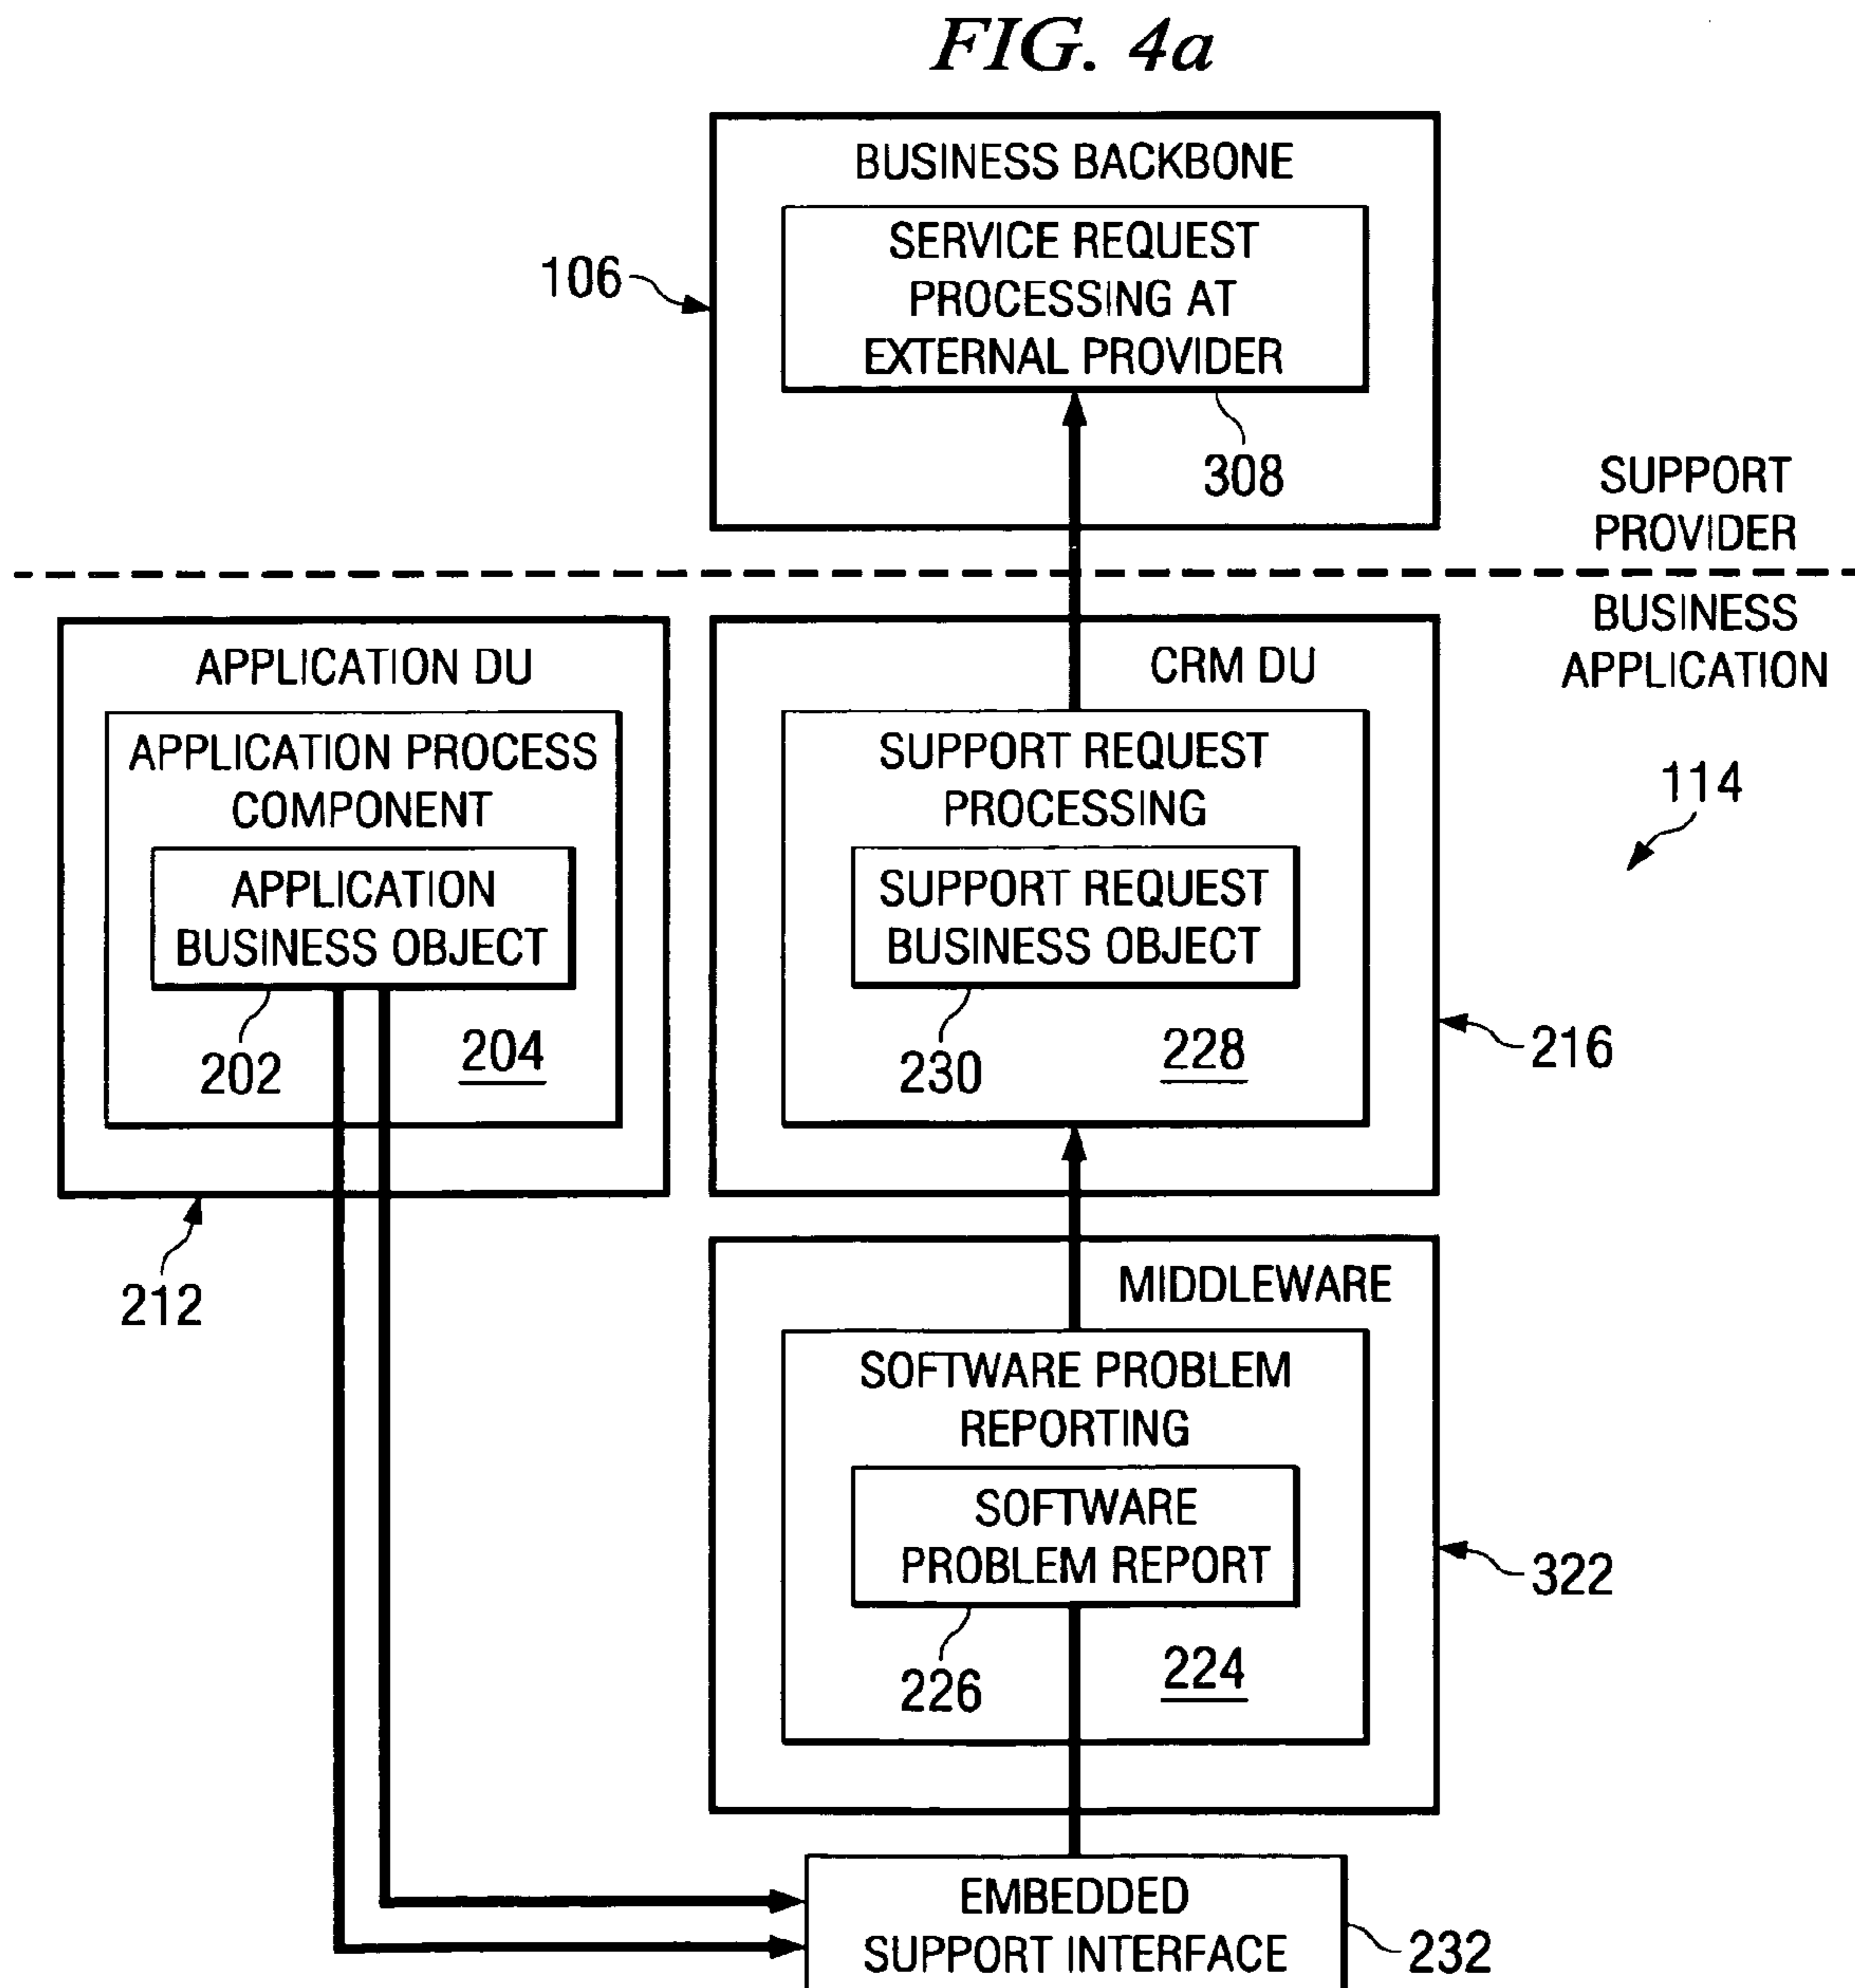 FIG. 4a
BUSINESS BACKBONE
SERVICE REQUEST
PROCESSING AT
EXTERNAL PROVIDER
106
308
SUPPORT
PROVIDER
BUSINESS
APPLICATION
114
APPLICATION DU
APPLICATION PROCESS
COMPONENT
APPLICATION
BUSINESS OBJECT
202
204
212
CRM DU
SUPPORT REQUEST
PROCESSING
SUPPORT REQUEST
BUSINESS OBJECT
230
228
216
MIDDLEWARE
SOFTWARE PROBLEM
REPORTING
SOFTWARE
PROBLEM REPORT
226
224
322
EMBEDDED
SUPPORT INTERFACE
232